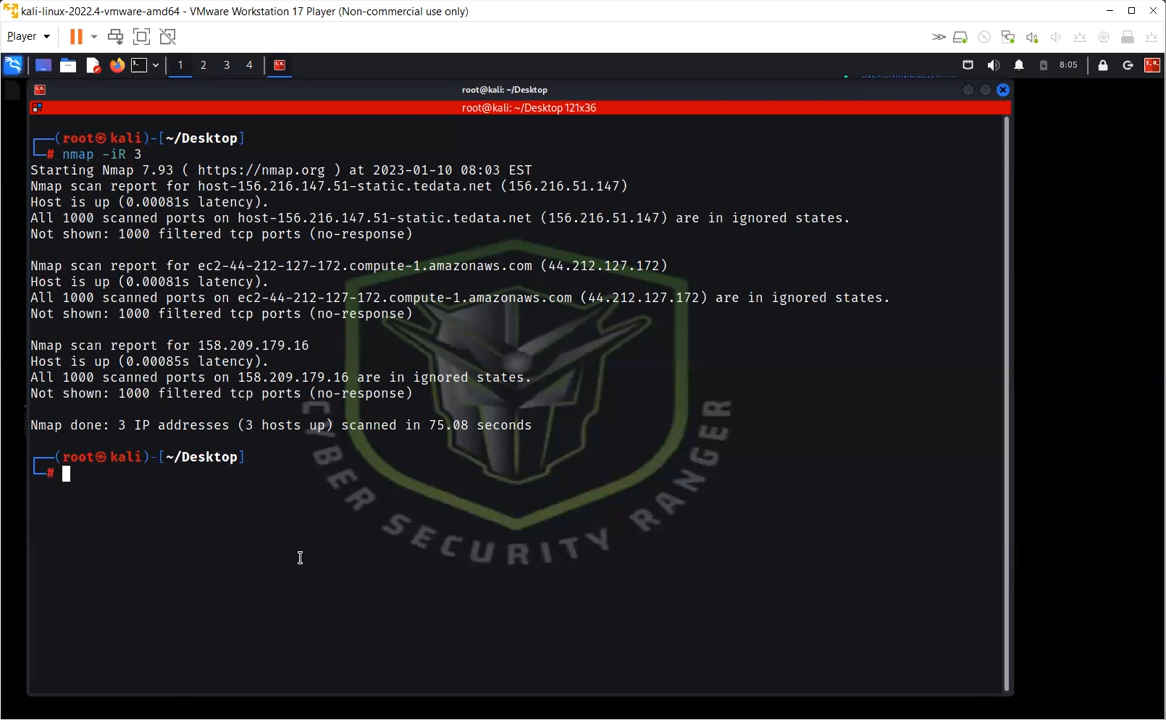 kali-linux-2022.4-vmware-amd64 - VMware Workstation 17 Player (Non-commercial use only)
Player
1 2 3 4
8:05
root@kali: ~/Desktop
root@kali: ~/Desktop 121x36
┌──(root㉿kali)-[~/Desktop]
└─# nmap -iR 3
Starting Nmap 7.93 ( https://nmap.org ) at 2023-01-10 08:03 EST
Nmap scan report for host-156.216.147.51-static.tedata.net (156.216.51.147)
Host is up (0.00081s latency).
All 1000 scanned ports on host-156.216.147.51-static.tedata.net (156.216.51.147) are in ignored states.
Not shown: 1000 filtered tcp ports (no-response)
Nmap scan report for ec2-44-212-127-172.compute-1.amazonaws.com (44.212.127.172)
Host is up (0.00081s latency).
All 1000 scanned ports on ec2-44-212-127-172.compute-1.amazonaws.com (44.212.127.172) are in ignored states.
Not shown: 1000 filtered tcp ports (no-response)
Nmap scan report for 158.209.179.16
Host is up (0.00085s latency).
All 1000 scanned ports on 158.209.179.16 are in ignored states.
Not shown: 1000 filtered tcp ports (no-response)
Nmap done: 3 IP addresses (3 hosts up) scanned in 75.08 seconds
┌──(root㉿kali)-[~/Desktop]
└─#
CYBER SECURITY RANGER